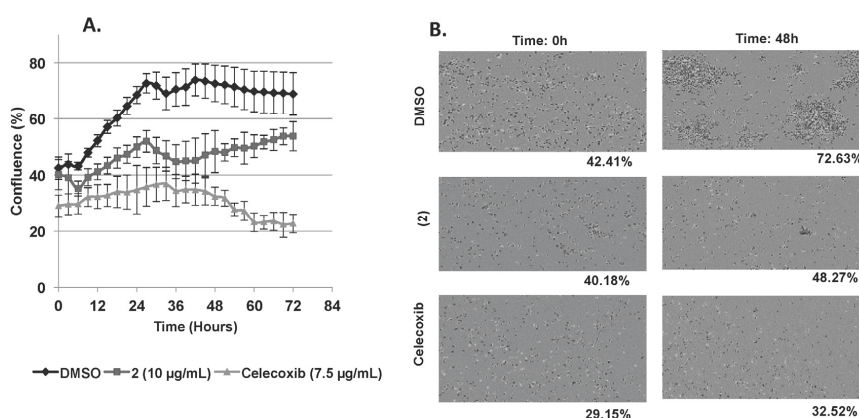 A.
80
60
40
20
0
Confluence (%)
0 12 24 36 48 60 72 84
Time (Hours)
DMSO 2 (10 µg/mL) Celecoxib (7.5 µg/mL)
B.
Time: 0h Time: 48h
DMSO
42.41% 72.63%
(2)
40.18% 48.27%
Celecoxib
29.15% 32.52%